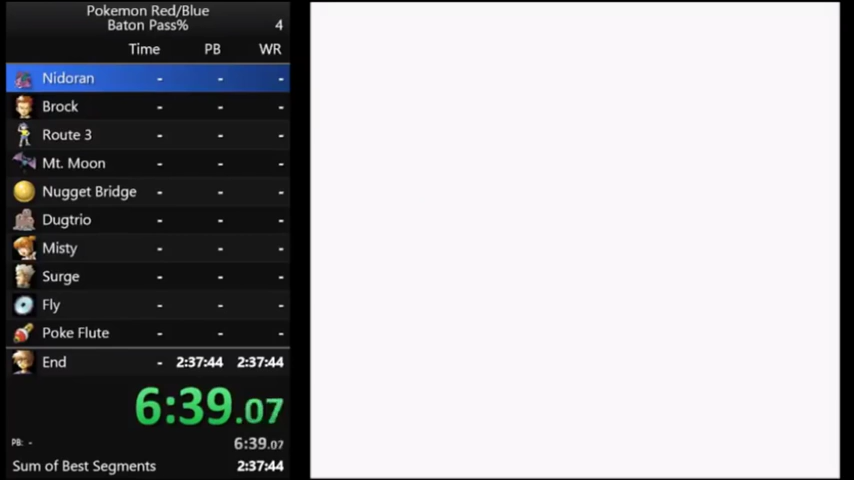 Pokemon Red/Blue
Baton Pass% 4
Time PB WR
Nidoran - - -
Brock - - -
Route 3 - - -
Mt. Moon - - -
Nugget Bridge - - -
Dugtrio - - -
Misty - - -
Surge - - -
Fly - - -
Poke Flute - - -
End - 2:37:44 2:37:44
6:39.07
PB: - 6:39.07
Sum of Best Segments 2:37:44